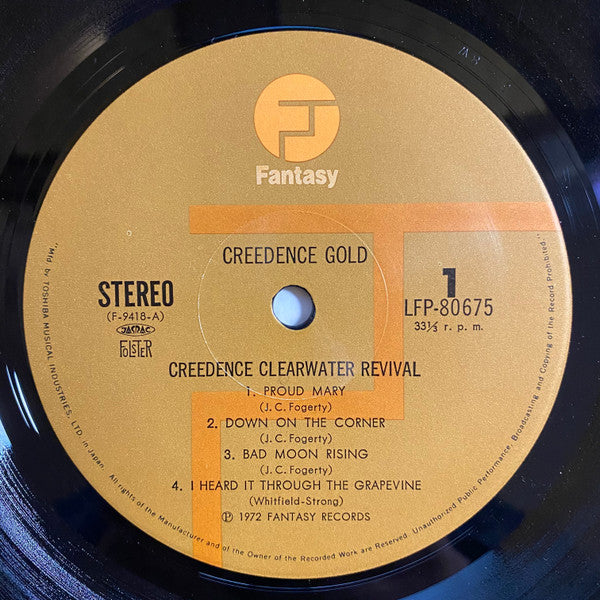 Fantasy
CREEDENCE GOLD
STEREO
(F-9418-A)
JASRAC
FOLSTER
1
LFP-80675
33⅓ r. p. m.
CREEDENCE CLEARWATER REVIVAL
1. PROUD MARY
(J. C. Fogerty)
2. DOWN ON THE CORNER
(J. C. Fogerty)
3. BAD MOON RISING
(J. C. Fogerty)
4. I HEARD IT THROUGH THE GRAPEVINE
(Whitfield-Strong)
Ⓟ 1972 FANTASY RECORDS
"Mfd by TOSHIBA MUSICAL INDUSTRIES, LTD. in Japan. All rights of the Manufacturer and of the Owner of the Recorded Work are Reserved. Unauthorized Public Performance, Broadcasting and Copying of the Record Prohibited."